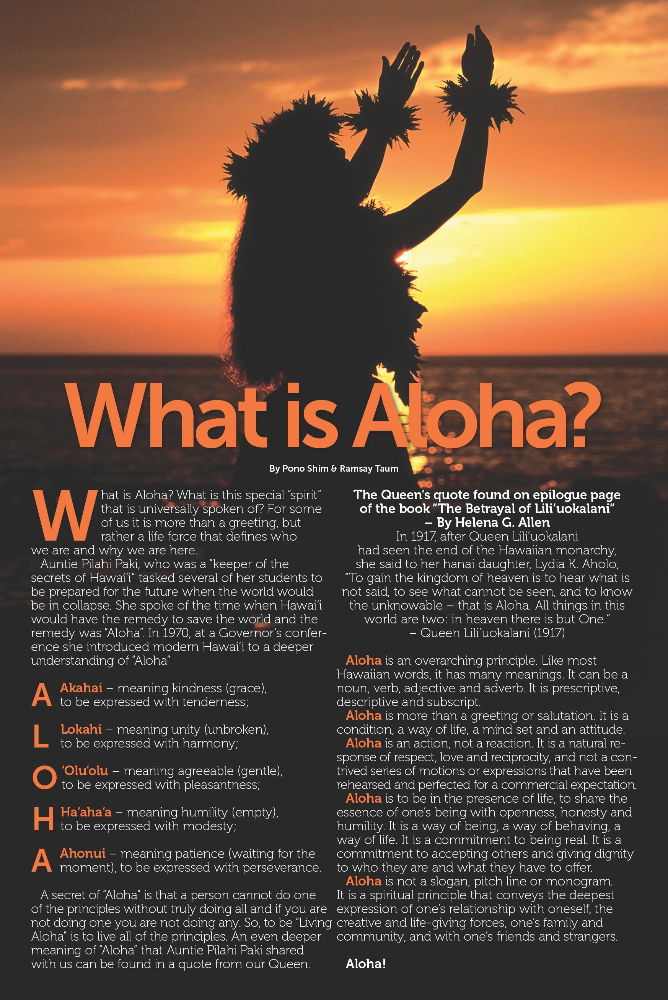 What is Aloha?
By Pono Shim & Ramsay Taum
What is Aloha? What is this special “spirit”
that is universally spoken of? For some
of us it is more than a greeting, but
rather a life force that defines who
we are and why we are here.
Auntie Pilahi Paki, who was a “keeper of the
secrets of Hawai‘i” tasked several of her students to
be prepared for the future when the world would
be in collapse. She spoke of the time when Hawai‘i
would have the remedy to save the world and the
remedy was “Aloha”. In 1970, at a Governor’s confer-
ence she introduced modern Hawai‘i to a deeper
understanding of “Aloha”
A Akahai – meaning kindness (grace),
to be expressed with tenderness;
L Lokahi – meaning unity (unbroken),
to be expressed with harmony;
O ‘Olu‘olu – meaning agreeable (gentle),
to be expressed with pleasantness;
H Ha‘aha‘a – meaning humility (empty),
to be expressed with modesty;
A Ahonui – meaning patience (waiting for the
moment), to be expressed with perseverance.
A secret of “Aloha” is that a person cannot do one
of the principles without truly doing all and if you are
not doing one you are not doing any. So, to be “Living
Aloha” is to live all of the principles. An even deeper
meaning of “Aloha” that Auntie Pilahi Paki shared
with us can be found in a quote from our Queen.
The Queen’s quote found on epilogue page
of the book “The Betrayal of Lili‘uokalani”
– By Helena G. Allen
In 1917, after Queen Lili‘uokalani
had seen the end of the Hawaiian monarchy,
she said to her hanai daughter, Lydia K. Aholo,
“To gain the kingdom of heaven is to hear what is
not said, to see what cannot be seen, and to know
the unknowable – that is Aloha. All things in this
world are two: in heaven there is but One.”
– Queen Lili‘uokalani (1917)
Aloha is an overarching principle. Like most
Hawaiian words, it has many meanings. It can be a
noun, verb, adjective and adverb. It is prescriptive,
descriptive and subscript.
Aloha is more than a greeting or salutation. It is a
condition, a way of life, a mind set and an attitude.
Aloha is an action, not a reaction. It is a natural re-
sponse of respect, love and reciprocity, and not a con-
trived series of motions or expressions that have been
rehearsed and perfected for a commercial expectation.
Aloha is to be in the presence of life, to share the
essence of one’s being with openness, honesty and
humility. It is a way of being, a way of behaving, a
way of life. It is a commitment to being real. It is a
commitment to accepting others and giving dignity
to who they are and what they have to offer.
Aloha is not a slogan, pitch line or monogram.
It is a spiritual principle that conveys the deepest
expression of one’s relationship with oneself, the
creative and life-giving forces, one’s family and
community, and with one’s friends and strangers.
Aloha!